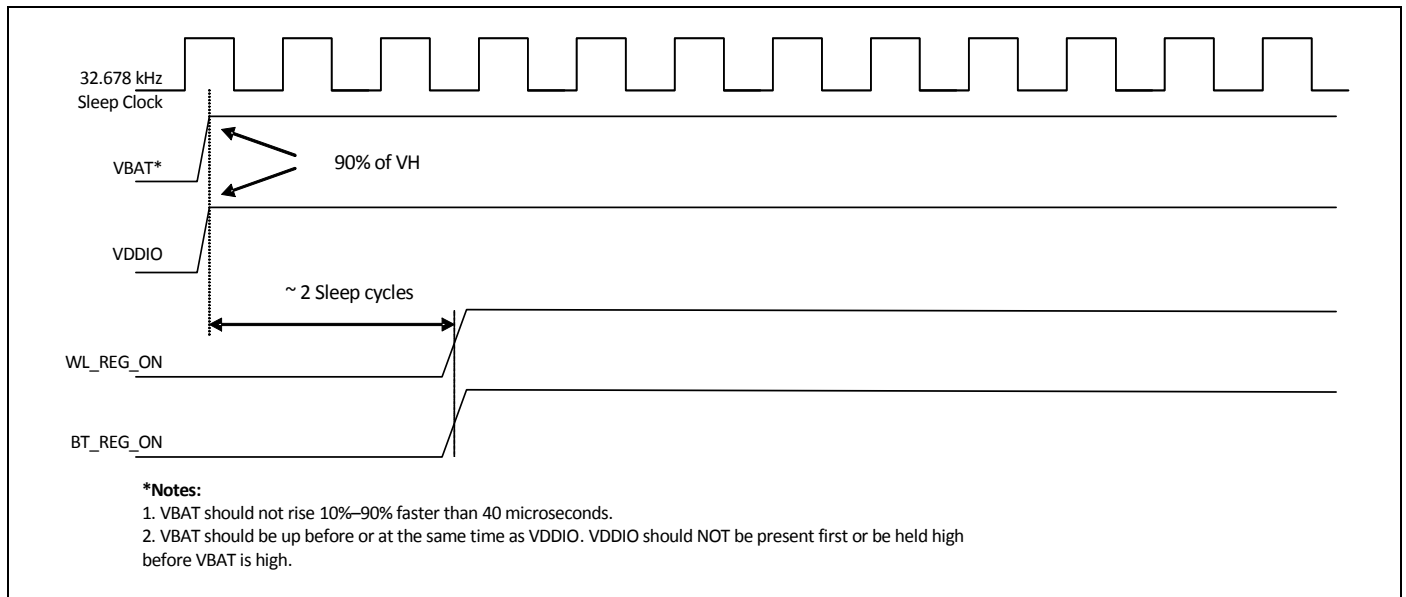 32.678 kHz
Sleep Clock
VBAT*
90% of VH
VDDIO
~ 2 Sleep cycles
WL_REG_ON
BT_REG_ON
*Notes:
1. VBAT should not rise 10%–90% faster than 40 microseconds.
2. VBAT should be up before or at the same time as VDDIO. VDDIO should NOT be present first or be held high
before VBAT is high.